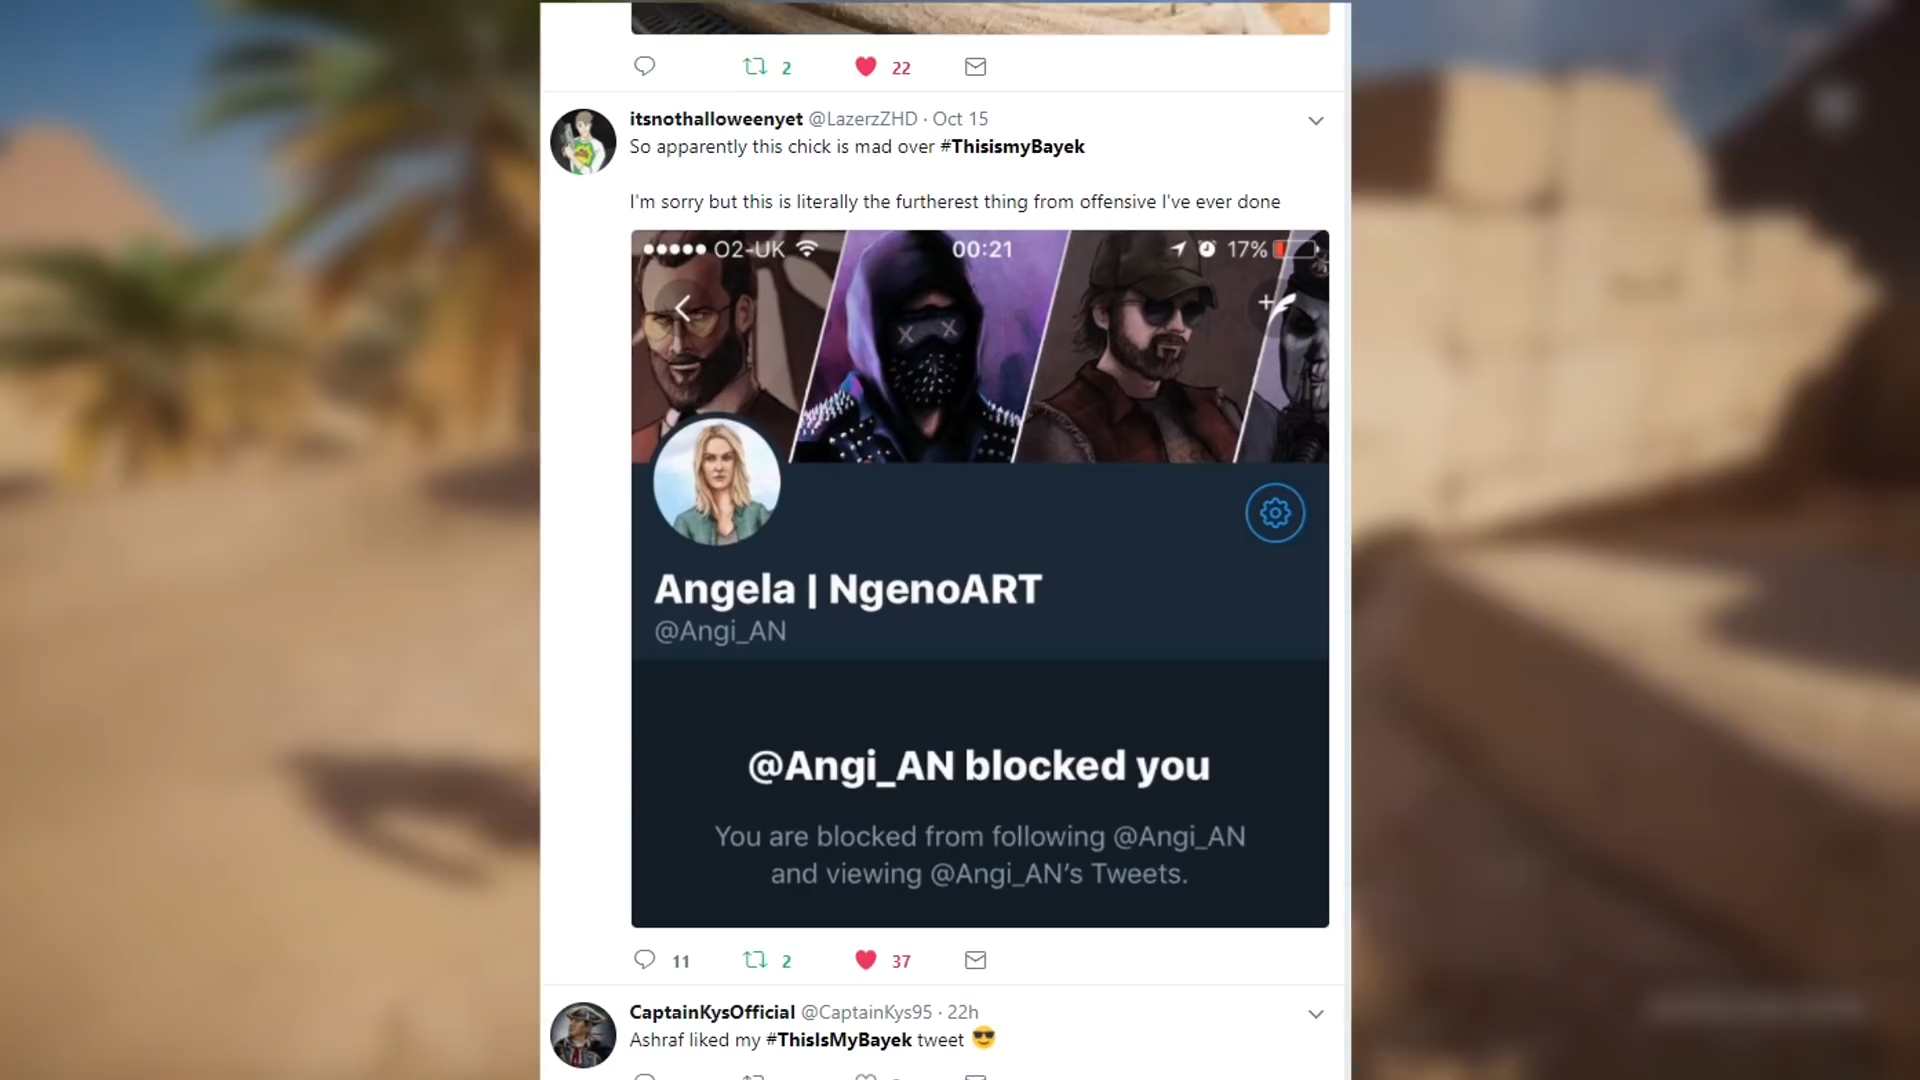 2 22
itsnothalloweenyet @LazerzZHD · Oct 15
So apparently this chick is mad over #ThisismyBayek
I'm sorry but this is literally the furtherest thing from offensive I've ever done
O2-UK 00:21 17%
Angela | NgenoART
@Angi_AN
@Angi_AN blocked you
You are blocked from following @Angi_AN
and viewing @Angi_AN's Tweets.
11 2 37
CaptainKysOfficial @CaptainKys95 · 22h
Ashraf liked my #ThisIsMyBayek tweet 😎